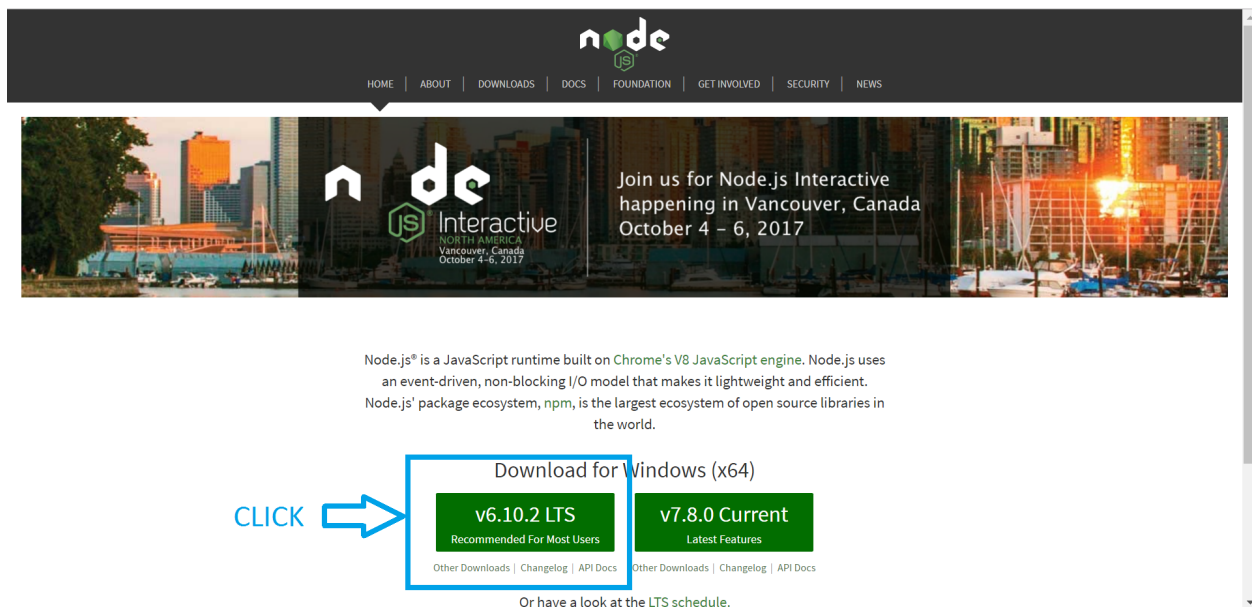 node
JS
HOME | ABOUT | DOWNLOADS | DOCS | FOUNDATION | GET INVOLVED | SECURITY | NEWS
node
JS
Interactive
NORTH AMERICA
Vancouver, Canada
October 4-6, 2017
Join us for Node.js Interactive
happening in Vancouver, Canada
October 4 – 6, 2017
Node.js® is a JavaScript runtime built on Chrome's V8 JavaScript engine. Node.js uses
an event-driven, non-blocking I/O model that makes it lightweight and efficient.
Node.js' package ecosystem, npm, is the largest ecosystem of open source libraries in
the world.
Download for Windows (x64)
CLICK
v6.10.2 LTS
Recommended For Most Users
Other Downloads | Changelog | API Docs
v7.8.0 Current
Latest Features
Other Downloads | Changelog | API Docs
Or have a look at the LTS schedule.